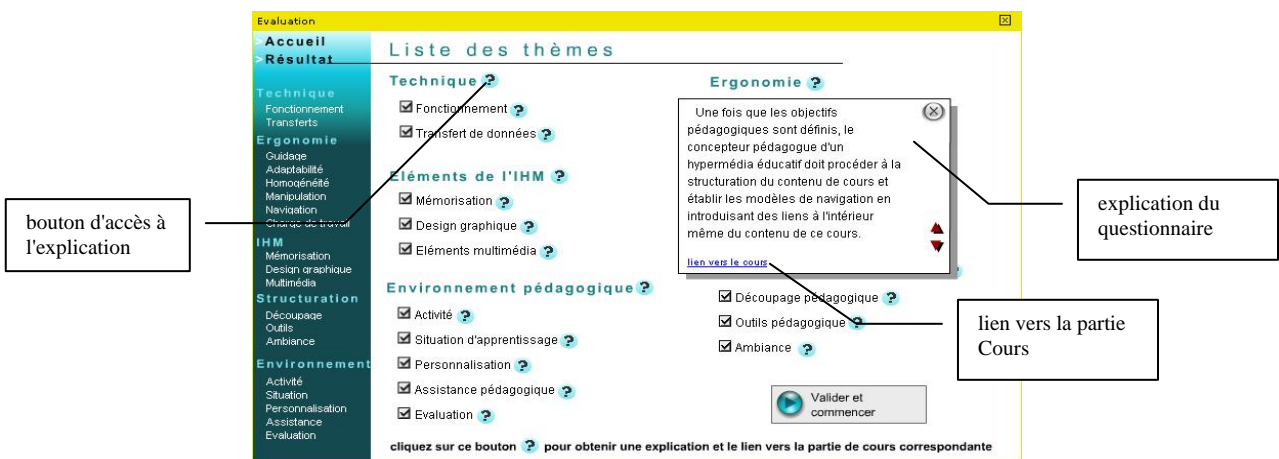 Evaluation
>Accueil
>Résultat
Technique
Fonctionnement
Transferts
Ergonomie
Guidage
Adaptabilité
Homogénéité
Manipulation
Navigation
Charge de travail
IHM
Mémorisation
Design graphique
Multimédia
Structuration
Découpage
Outils
Ambiance
Environnement
Activité
Situation
Personnalisation
Assistance
Evaluation
Liste des thèmes
Technique ?
Fonctionnement ?
Transfert de données ?
Eléments de l'IHM ?
Mémorisation ?
Design graphique ?
Eléments multimédia ?
Environnement pédagogique ?
Activité ?
Situation d'apprentissage ?
Personnalisation ?
Assistance pédagogique ?
Evaluation ?
Ergonomie ?
Une fois que les objectifs
pédagogiques sont définis, le
concepteur pédagogue d'un
hypermédia éducatif doit procéder à la
structuration du contenu de cours et
établir les modèles de navigation en
introduisant des liens à l'intérieur
même du contenu de ce cours.
lien vers le cours
Découpage pédagogique ?
Outils pédagogique ?
Ambiance ?
Valider et
commencer
cliquez sur ce bouton ? pour obtenir une explication et le lien vers la partie de cours correspondante
bouton d'accès à
l'explication
explication du
questionnaire
lien vers la partie
Cours